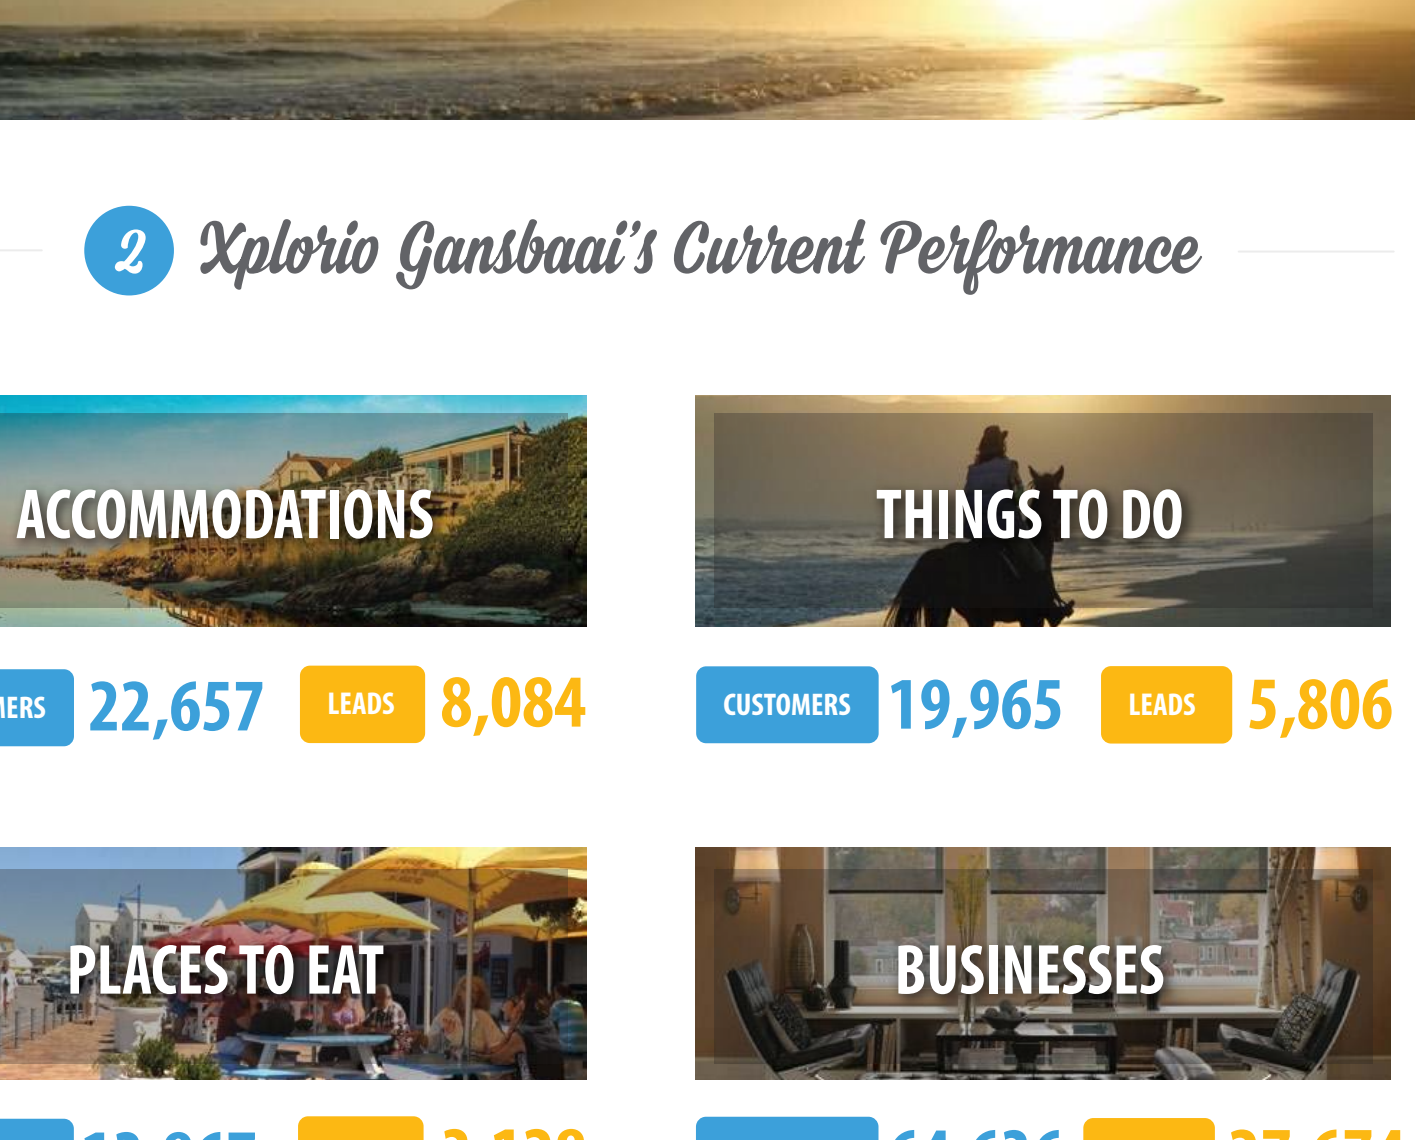 2 Xplorio Gansbaai's Current Performance
ACCOMMODATIONS
THINGS TO DO
22,657 LEADS 8,084
CUSTOMERS 19,965 LEADS 5,806
PLACES TO EAT
BUSINESSES